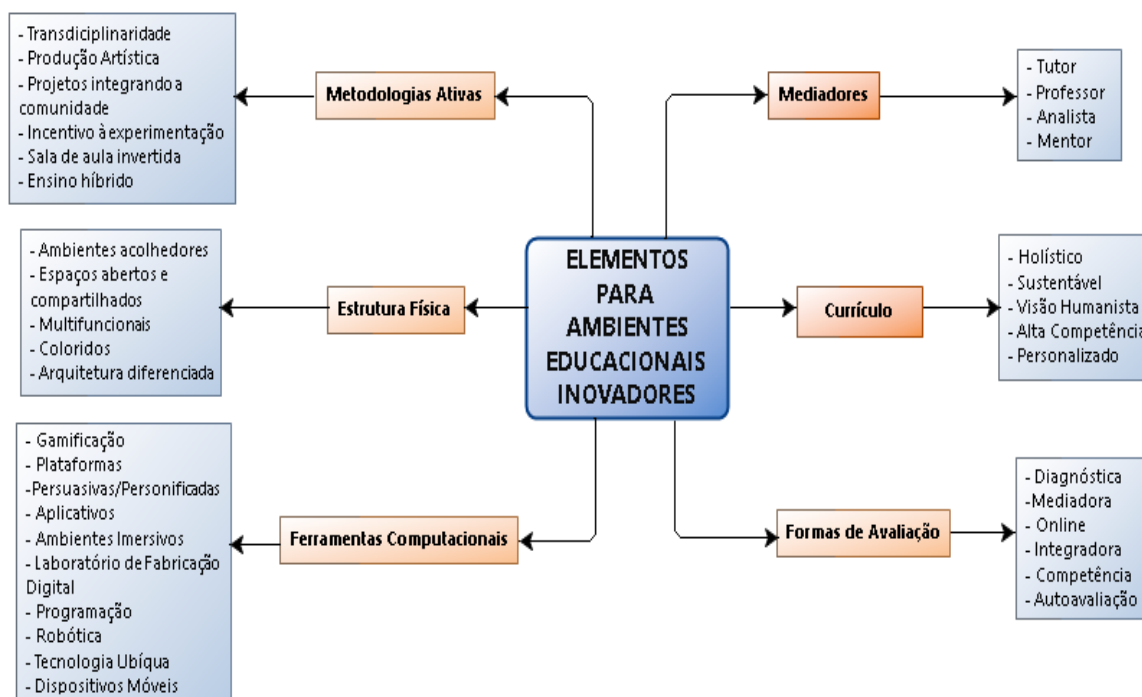 - Transdiciplinaridade
- Produção Artística
- Projetos integrando a
comunidade
- Incentivo à experimentação
- Sala de aula invertida
- Ensino híbrido
Metodologias Ativas
Mediadores
- Tutor
- Professor
- Analista
- Mentor
- Ambientes acolhedores
- Espaços abertos e
compartilhados
- Multifuncionais
- Coloridos
- Arquitetura diferenciada
Estrutura Física
ELEMENTOS
PARA
AMBIENTES
EDUCACIONAIS
INOVADORES
Currículo
- Holístico
- Sustentável
- Visão Humanista
- Alta Competência
- Personalizado
- Gamificação
- Plataformas
-Persuasivas/Personificadas
- Aplicativos
- Ambientes Imersivos
- Laboratório de Fabricação
Digital
- Programação
- Robótica
- Tecnologia Ubíqua
- Dispositivos Móveis
Ferramentas Computacionais
Formas de Avaliação
- Diagnóstica
-Mediadora
- Online
- Integradora
- Competência
- Autoavaliação